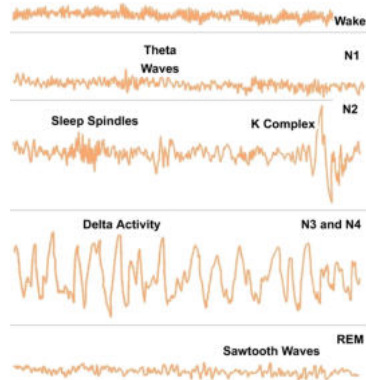 Wake
Theta
Waves
N1
N2
Sleep Spindles
K Complex
Delta Activity
N3 and N4
REM
Sawtooth Waves